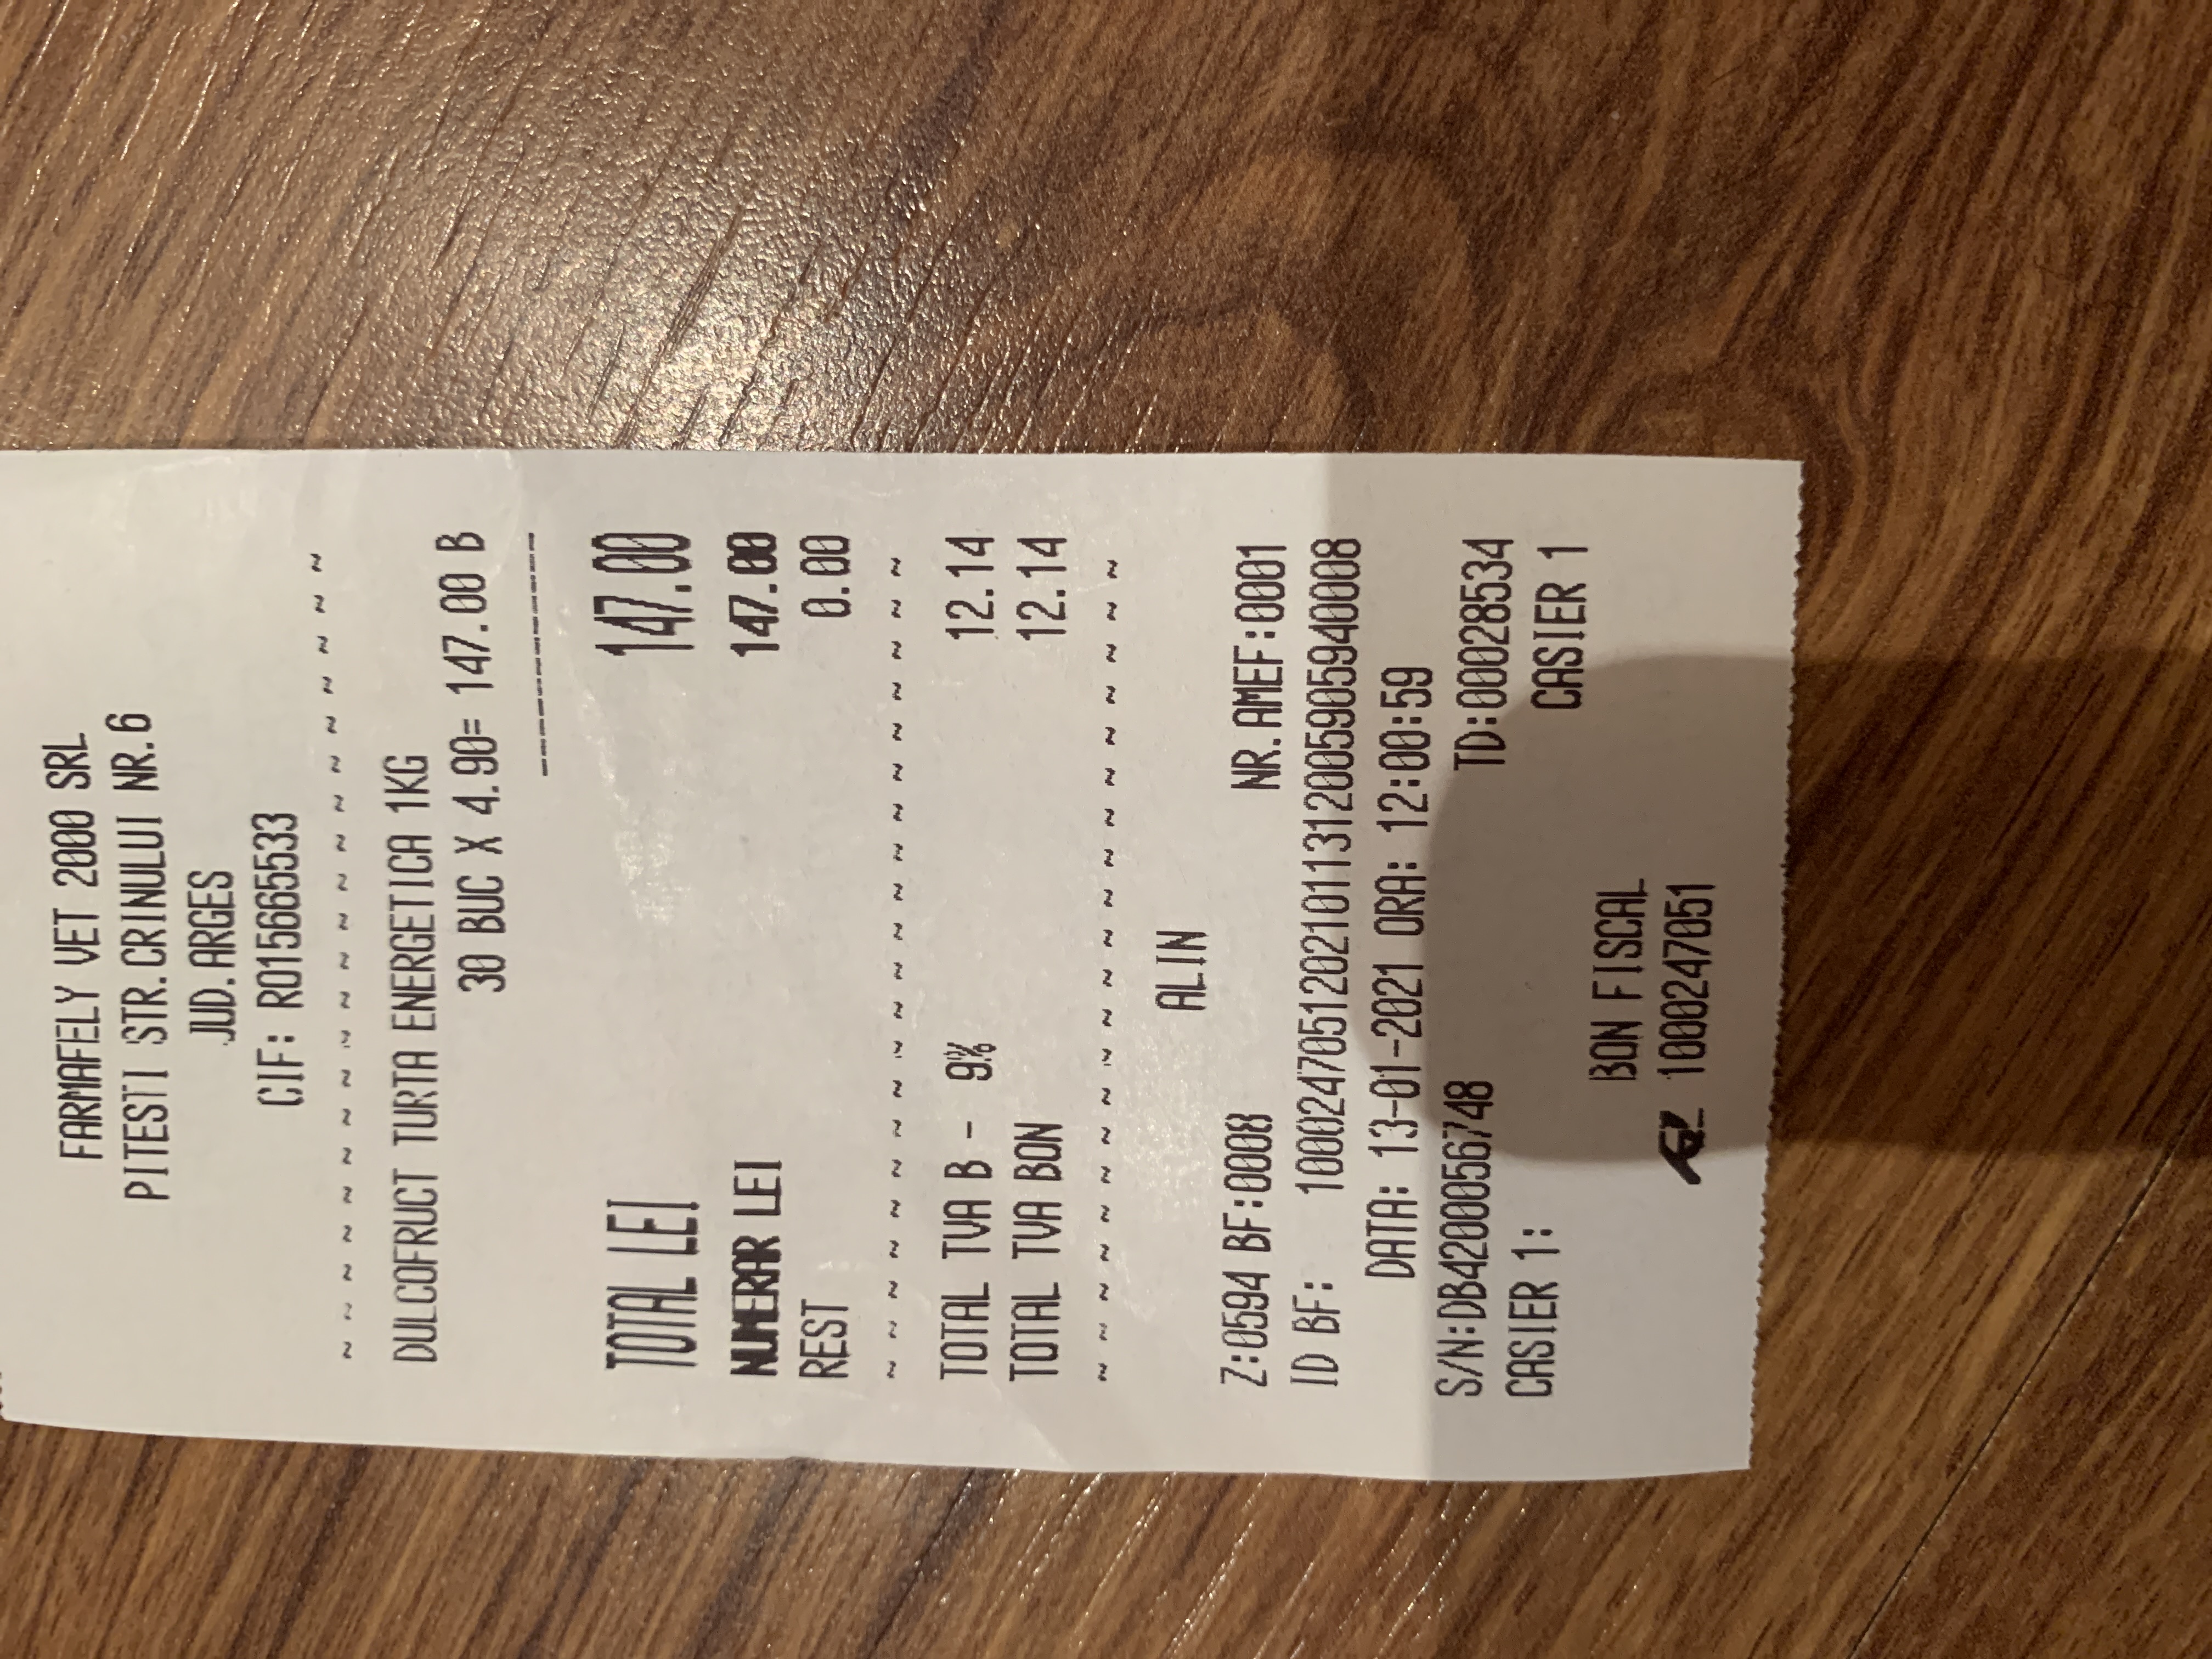 FARMAFELY VET 2000 SRL
PITESTI STR.CRINULUI NR.6
JUD.ARGES
CIF: RO15665533
~ ~ ~ ~ ~ ~ ~ ~ ~ ~ ~ ~ ~ ~ ~ ~ ~ ~ ~ ~ ~
DULCOFRUCT TURTA ENERGETICA 1KG
30 BUC X 4.90= 147.00 B
------------
TOTAL LEI 147.00
NUMERAR LEI 147.00
REST 0.00
~ ~ ~ ~ ~ ~ ~ ~ ~ ~ ~ ~ ~ ~ ~ ~ ~ ~ ~ ~ ~
TOTAL TVA B - 9% 12.14
TOTAL TVA BON 12.14
~ ~ ~ ~ ~ ~ ~ ~ ~ ~ ~ ~ ~ ~ ~ ~ ~ ~ ~ ~ ~
ALIN
Z:0594 BF:0008 NR.AMEF:0001
ID BF: 10002470512021011312005905940008
DATA: 13-01-2021 ORA: 12:00:59
S/N:DB4200056748 TD:00028534
CASIER 1: CASIER 1
BON FISCAL
1000247051